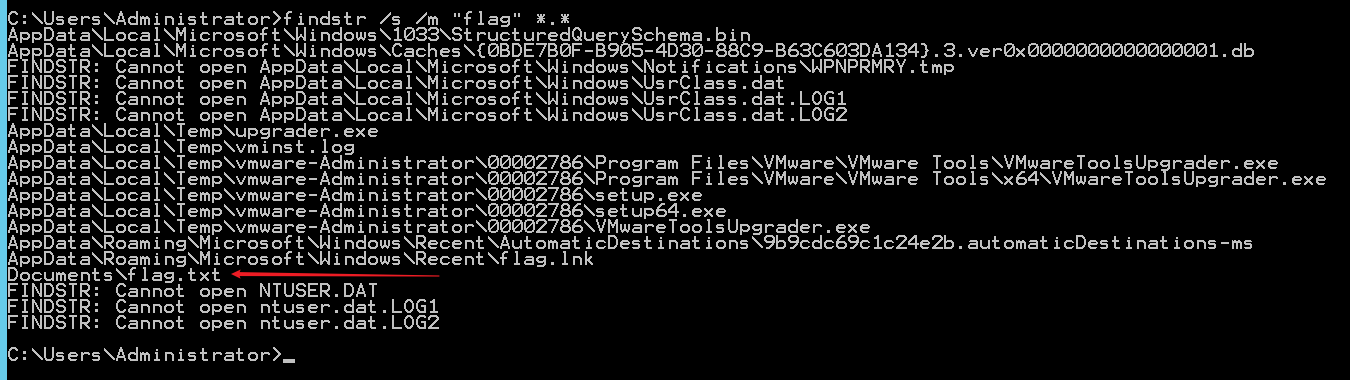 C:\Users\Administrator>findstr /s /m "flag" *.*
AppData\Local\Microsoft\Windows\1033\StructuredQuerySchema.bin
AppData\Local\Microsoft\Windows\Caches\{0BDE7B0F-B905-4D30-88C9-B63C603DA134}.3.ver0x0000000000000001.db
FINDSTR: Cannot open AppData\Local\Microsoft\Windows\Notifications\WPNPRMRY.tmp
FINDSTR: Cannot open AppData\Local\Microsoft\Windows\UsrClass.dat
FINDSTR: Cannot open AppData\Local\Microsoft\Windows\UsrClass.dat.LOG1
FINDSTR: Cannot open AppData\Local\Microsoft\Windows\UsrClass.dat.LOG2
AppData\Local\Temp\upgrader.exe
AppData\Local\Temp\vminst.log
AppData\Local\Temp\vmware-Administrator\00002786\Program Files\VMware\VMware Tools\VMwareToolsUpgrader.exe
AppData\Local\Temp\vmware-Administrator\00002786\Program Files\VMware\VMware Tools\x64\VMwareToolsUpgrader.exe
AppData\Local\Temp\vmware-Administrator\00002786\setup.exe
AppData\Local\Temp\vmware-Administrator\00002786\setup64.exe
AppData\Local\Temp\vmware-Administrator\00002786\VMwareToolsUpgrader.exe
AppData\Roaming\Microsoft\Windows\Recent\AutomaticDestinations\9b9cdc69c1c24e2b.automaticDestinations-ms
AppData\Roaming\Microsoft\Windows\Recent\flag.lnk
Documents\flag.txt
FINDSTR: Cannot open NTUSER.DAT
FINDSTR: Cannot open ntuser.dat.LOG1
FINDSTR: Cannot open ntuser.dat.LOG2
C:\Users\Administrator>_